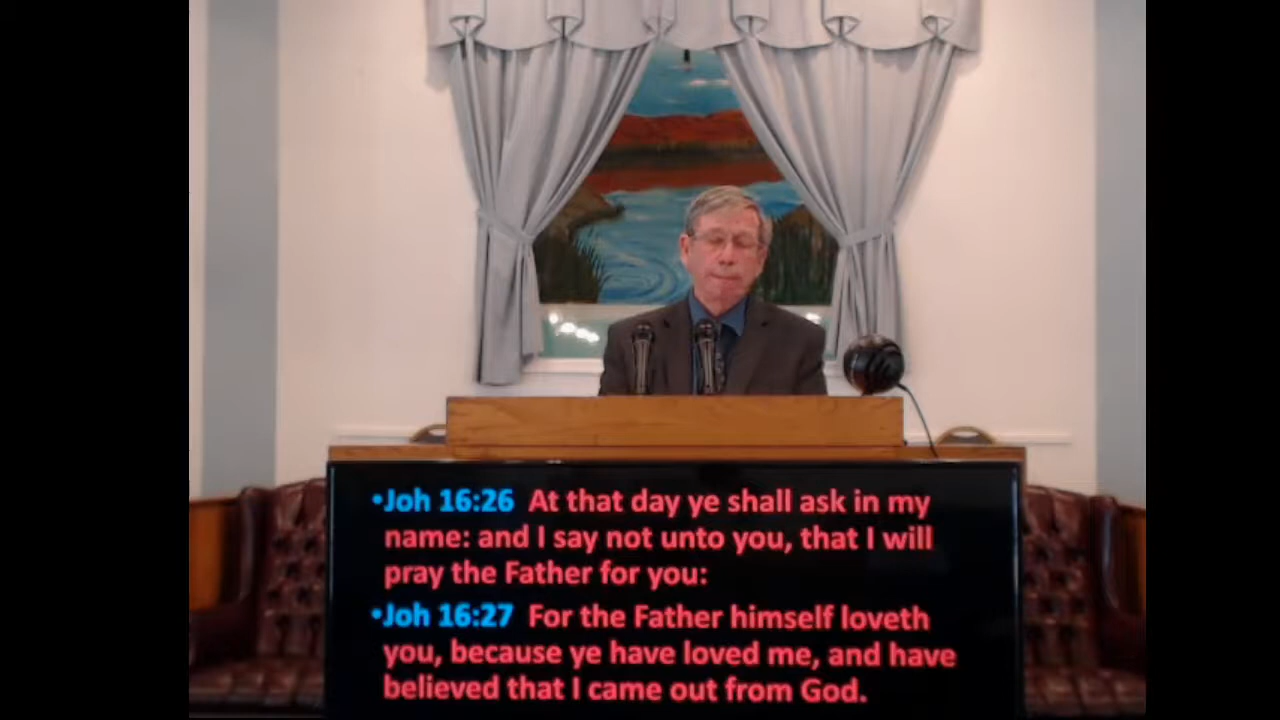 •Joh 16:26 At that day ye shall ask in my
name: and I say not unto you, that I will
pray the Father for you:
•Joh 16:27 For the Father himself loveth
you, because ye have loved me, and have
believed that I came out from God.